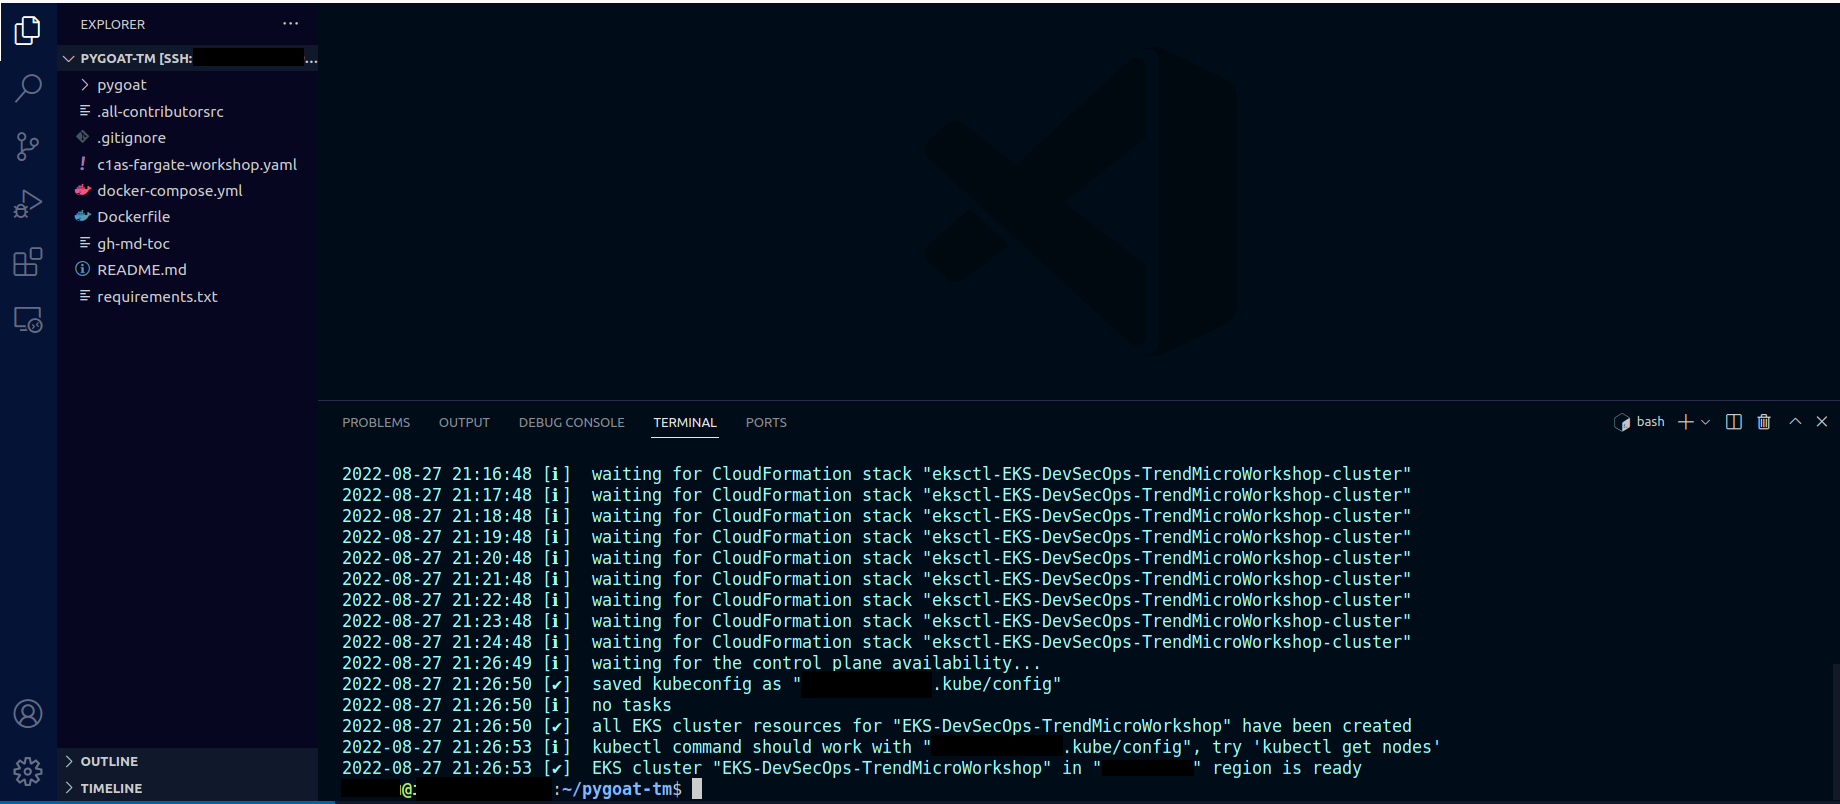 EXPLORER ···
PYGOAT-TM [SSH: ...
pygoat
.all-contributorsrc
.gitignore
! c1as-fargate-workshop.yaml
docker-compose.yml
Dockerfile
gh-md-toc
README.md
requirements.txt
OUTLINE
TIMELINE
PROBLEMS OUTPUT DEBUG CONSOLE TERMINAL PORTS bash
2022-08-27 21:16:48 [ℹ]  waiting for CloudFormation stack "eksctl-EKS-DevSecOps-TrendMicroWorkshop-cluster"
2022-08-27 21:17:48 [ℹ]  waiting for CloudFormation stack "eksctl-EKS-DevSecOps-TrendMicroWorkshop-cluster"
2022-08-27 21:18:48 [ℹ]  waiting for CloudFormation stack "eksctl-EKS-DevSecOps-TrendMicroWorkshop-cluster"
2022-08-27 21:19:48 [ℹ]  waiting for CloudFormation stack "eksctl-EKS-DevSecOps-TrendMicroWorkshop-cluster"
2022-08-27 21:20:48 [ℹ]  waiting for CloudFormation stack "eksctl-EKS-DevSecOps-TrendMicroWorkshop-cluster"
2022-08-27 21:21:48 [ℹ]  waiting for CloudFormation stack "eksctl-EKS-DevSecOps-TrendMicroWorkshop-cluster"
2022-08-27 21:22:48 [ℹ]  waiting for CloudFormation stack "eksctl-EKS-DevSecOps-TrendMicroWorkshop-cluster"
2022-08-27 21:23:48 [ℹ]  waiting for CloudFormation stack "eksctl-EKS-DevSecOps-TrendMicroWorkshop-cluster"
2022-08-27 21:24:48 [ℹ]  waiting for CloudFormation stack "eksctl-EKS-DevSecOps-TrendMicroWorkshop-cluster"
2022-08-27 21:26:49 [ℹ]  waiting for the control plane availability...
2022-08-27 21:26:50 [✔]  saved kubeconfig as " .kube/config"
2022-08-27 21:26:50 [ℹ]  no tasks
2022-08-27 21:26:50 [✔]  all EKS cluster resources for "EKS-DevSecOps-TrendMicroWorkshop" have been created
2022-08-27 21:26:53 [ℹ]  kubectl command should work with " .kube/config", try 'kubectl get nodes'
2022-08-27 21:26:53 [✔]  EKS cluster "EKS-DevSecOps-TrendMicroWorkshop" in " " region is ready
@ :~/pygoat-tm$